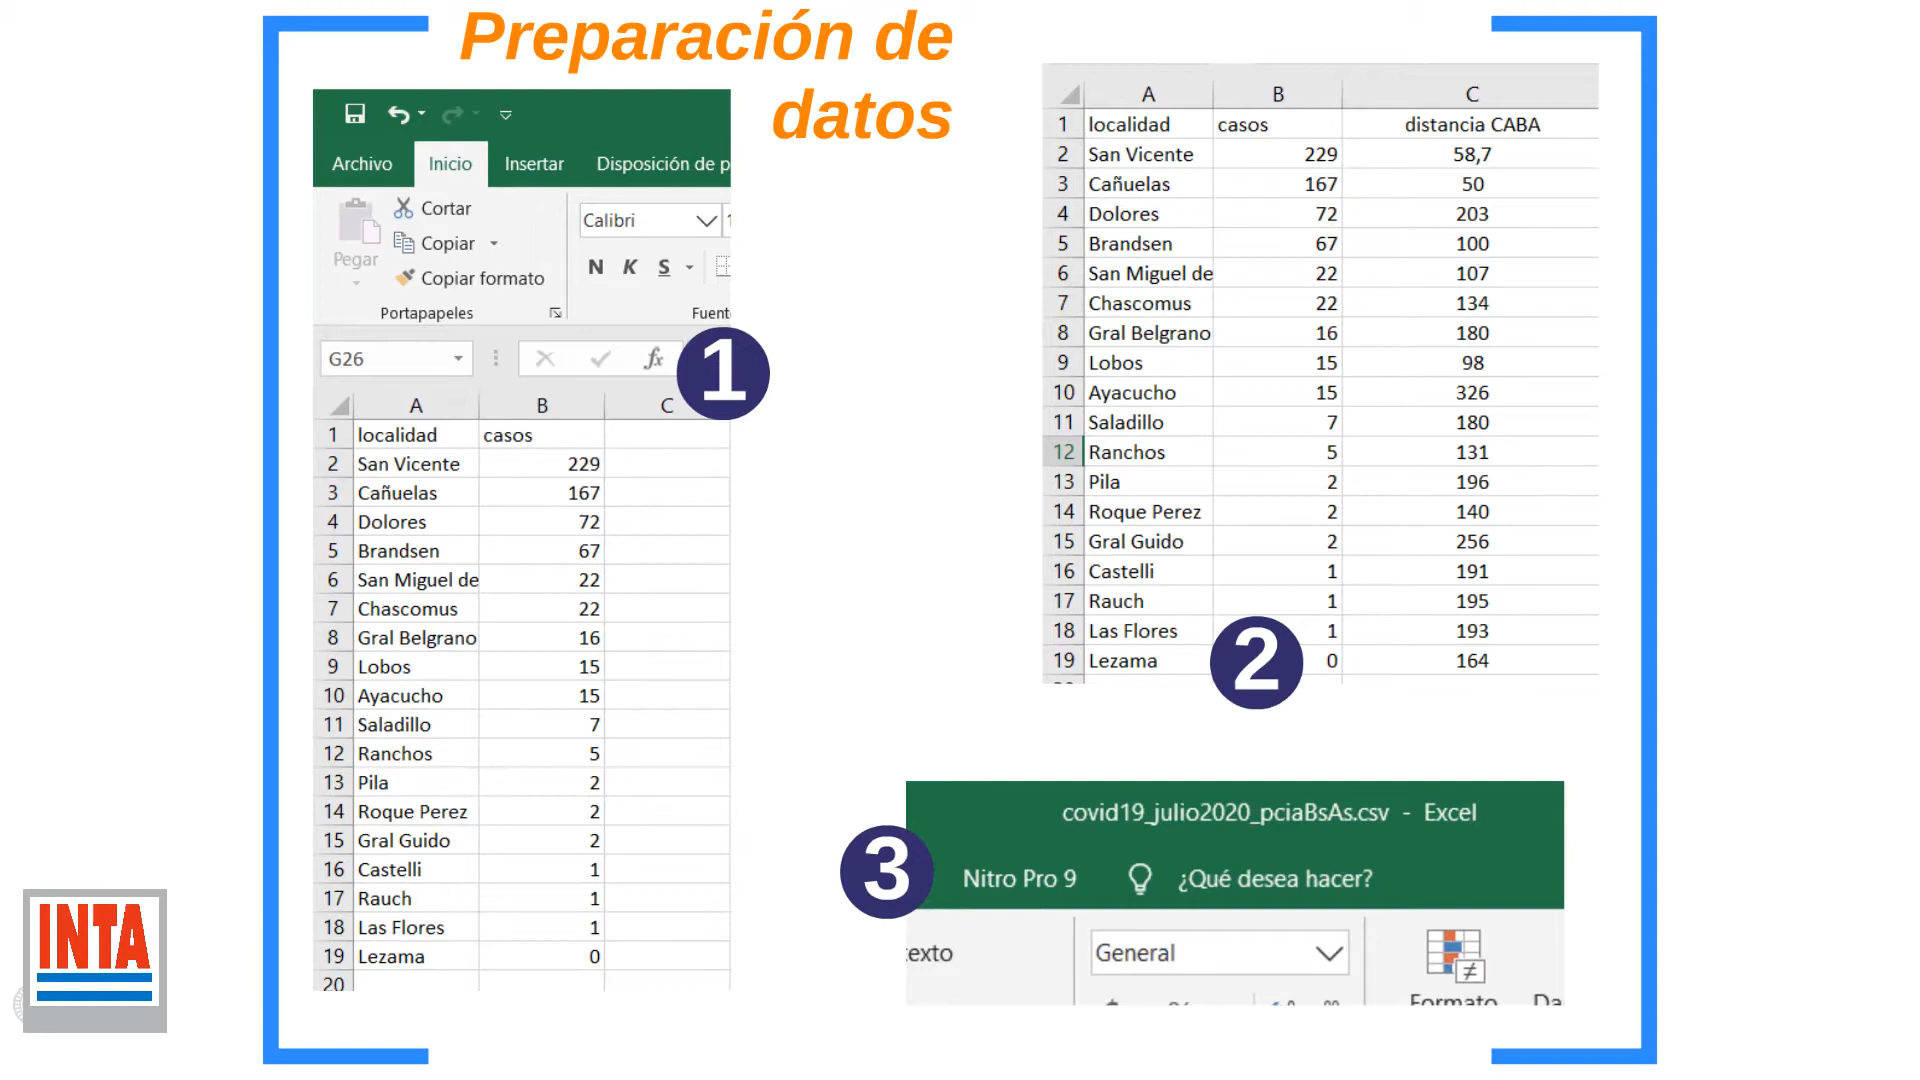 Preparación de
datos
Archivo Inicio Insertar Disposición de p
Pegar
Cortar
Copiar
Copiar formato
Portapapeles
Calibri
N K S
G26
fx
1
A B C
1 localidad casos
2 San Vicente 229
3 Cañuelas 167
4 Dolores 72
5 Brandsen 67
6 San Miguel de 22
7 Chascomus 22
8 Gral Belgrano 16
9 Lobos 15
10 Ayacucho 15
11 Saladillo 7
12 Ranchos 5
13 Pila 2
14 Roque Perez 2
15 Gral Guido 2
16 Castelli 1
17 Rauch 1
18 Las Flores 1
19 Lezama 0
20
A B C
1 localidad casos distancia CABA
2 San Vicente 229 58,7
3 Cañuelas 167 50
4 Dolores 72 203
5 Brandsen 67 100
6 San Miguel de 22 107
7 Chascomus 22 134
8 Gral Belgrano 16 180
9 Lobos 15 98
10 Ayacucho 15 326
11 Saladillo 7 180
12 Ranchos 5 131
13 Pila 2 196
14 Roque Perez 2 140
15 Gral Guido 2 256
16 Castelli 1 191
17 Rauch 1 195
18 Las Flores 1 193
19 Lezama 0 164
2
covid19_julio2020_pciaBsAs.csv - Excel
3
Nitro Pro 9 ¿Qué desea hacer?
General
Formato Da
INTA